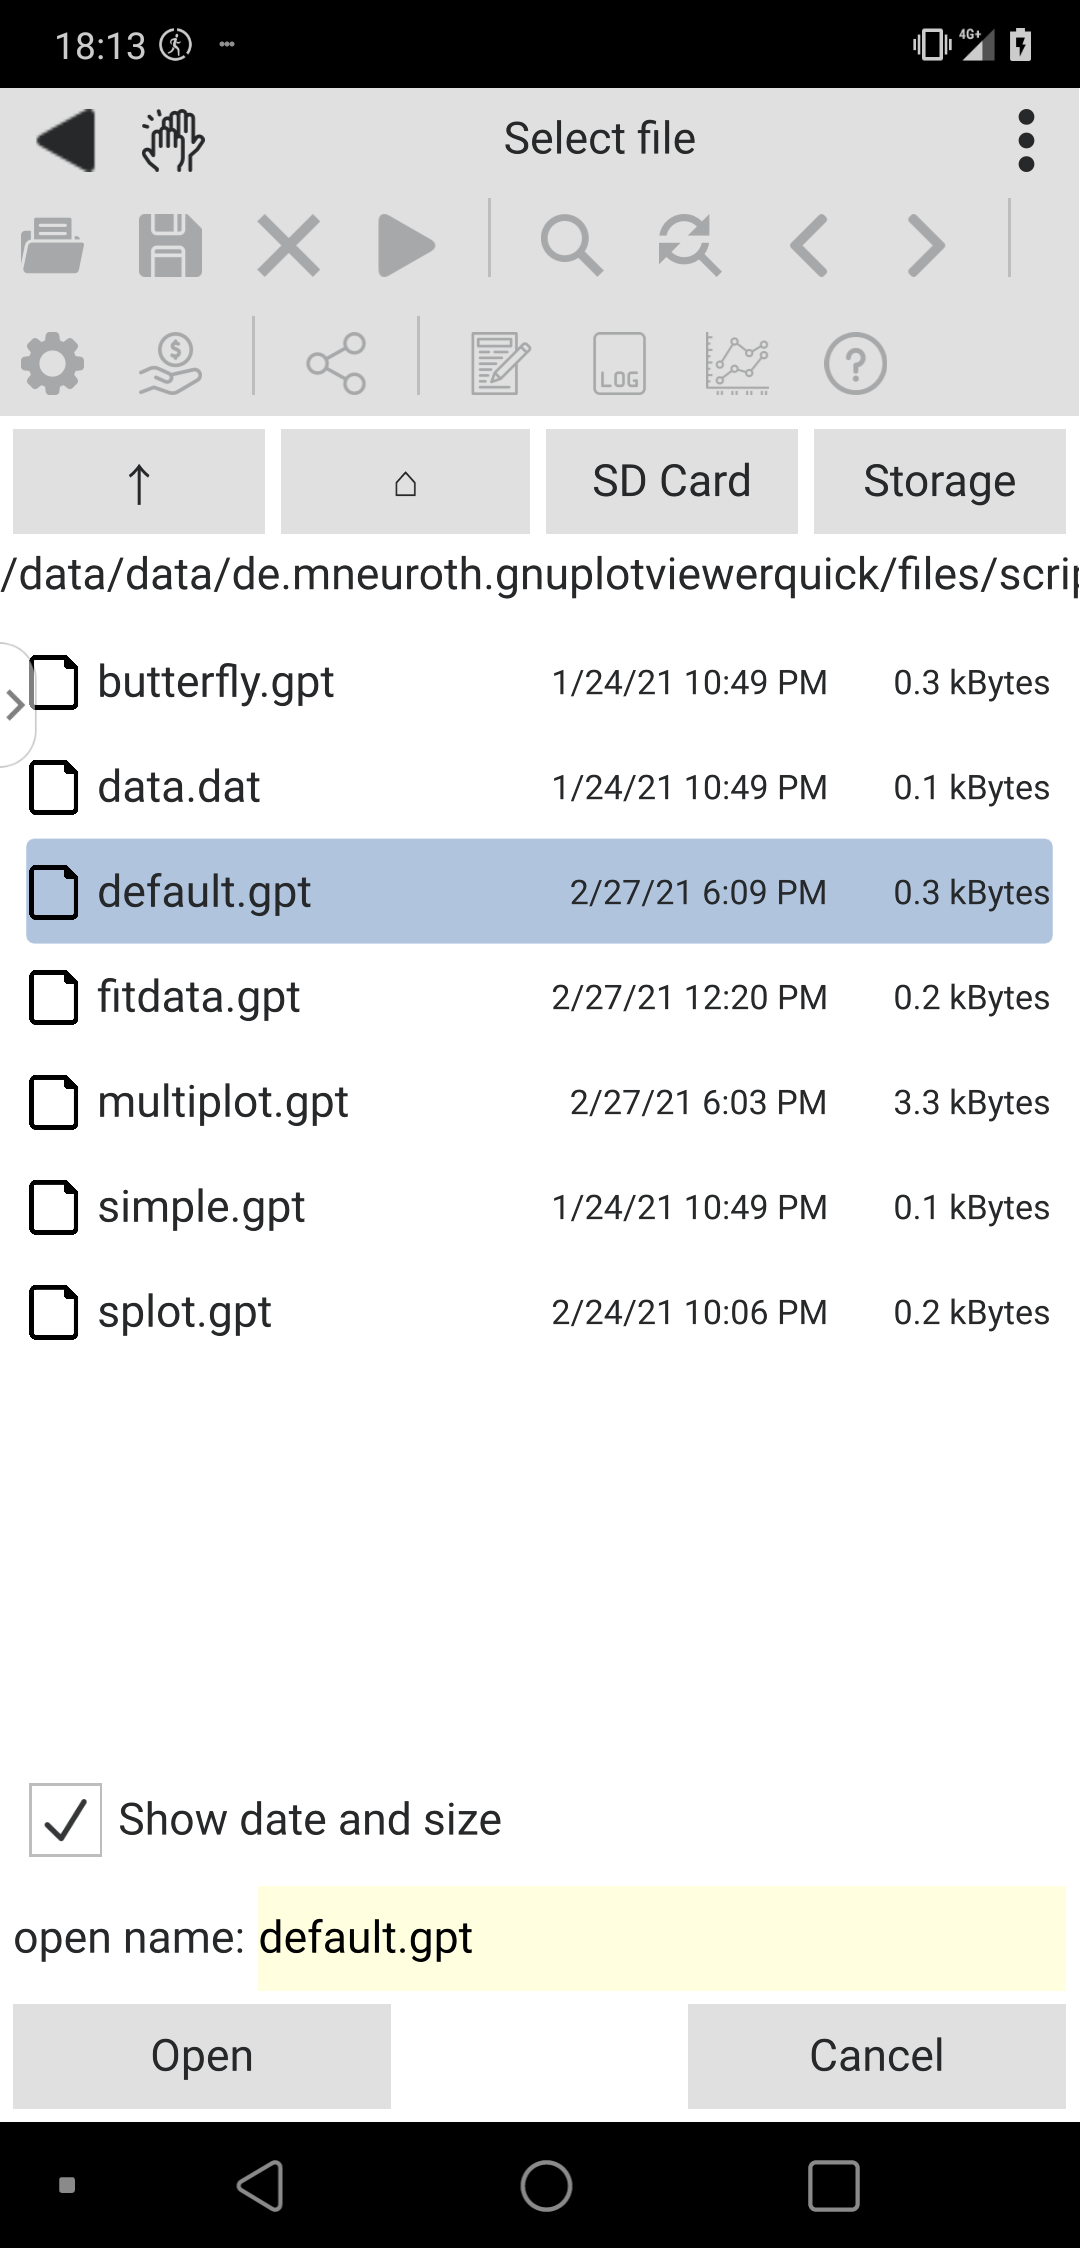 18:13
4G+
Select file
LOG
↑ ⌂ SD Card Storage
/data/data/de.mneuroth.gnuplotviewerquick/files/scrip
butterfly.gpt 1/24/21 10:49 PM 0.3 kBytes
data.dat 1/24/21 10:49 PM 0.1 kBytes
default.gpt 2/27/21 6:09 PM 0.3 kBytes
fitdata.gpt 2/27/21 12:20 PM 0.2 kBytes
multiplot.gpt 2/27/21 6:03 PM 3.3 kBytes
simple.gpt 1/24/21 10:49 PM 0.1 kBytes
splot.gpt 2/24/21 10:06 PM 0.2 kBytes
Show date and size
open name: default.gpt
Open Cancel